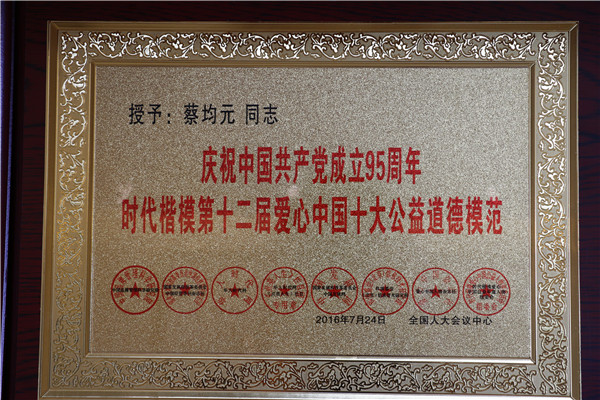 授予：蔡均元 同志
庆祝中国共产党成立95周年
时代楷模第十二届爱心中国十大公益道德模范
2016年7月24日 全国人大会议中心